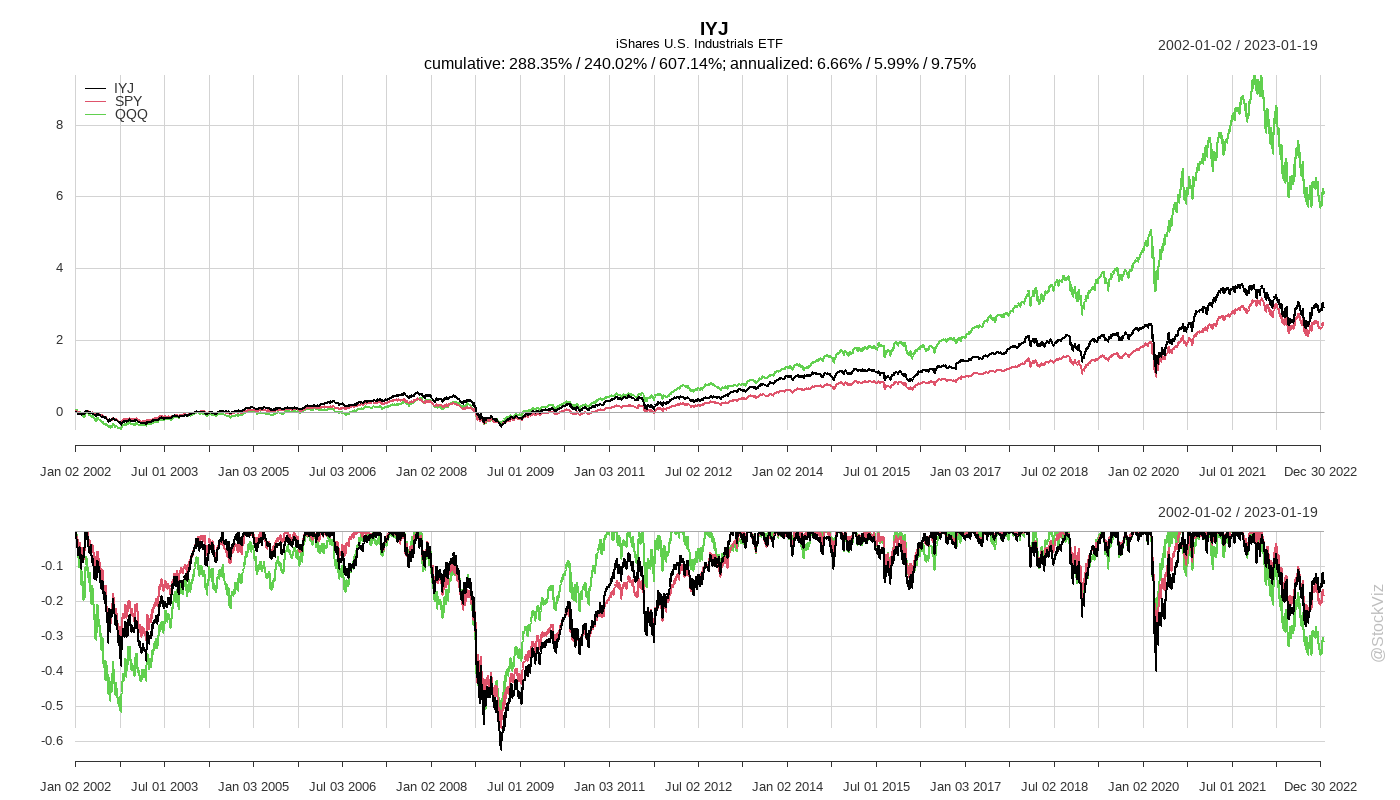 IYJ
iShares U.S. Industrials ETF
2002-01-02 / 2023-01-19
cumulative: 288.35% / 240.02% / 607.14%; annualized: 6.66% / 5.99% / 9.75%
IYJ
SPY
QQQ
8
6
4
2
0
Jan 02 2002 Jul 01 2003 Jan 03 2005 Jul 03 2006 Jan 02 2008 Jul 01 2009 Jan 03 2011 Jul 02 2012 Jan 02 2014 Jul 01 2015 Jan 03 2017 Jul 02 2018 Jan 02 2020 Jul 01 2021 Dec 30 2022
2002-01-02 / 2023-01-19
-0.1
-0.2
-0.3
-0.4
-0.5
-0.6
Jan 02 2002 Jul 01 2003 Jan 03 2005 Jul 03 2006 Jan 02 2008 Jul 01 2009 Jan 03 2011 Jul 02 2012 Jan 02 2014 Jul 01 2015 Jan 03 2017 Jul 02 2018 Jan 02 2020 Jul 01 2021 Dec 30 2022
@StockViz